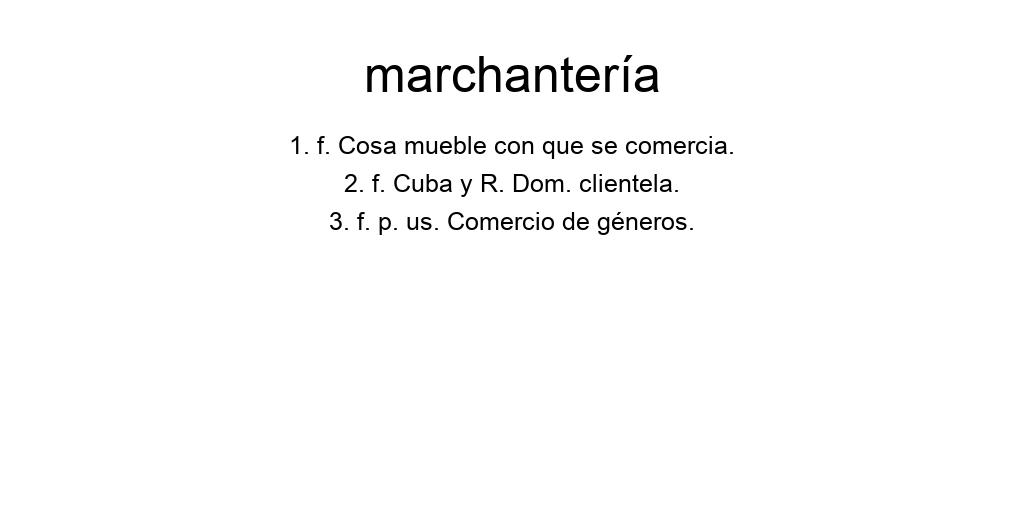 marchantería
1. f. Cosa mueble con que se comercia.
2. f. Cuba y R. Dom. clientela.
3. f. p. us. Comercio de géneros.